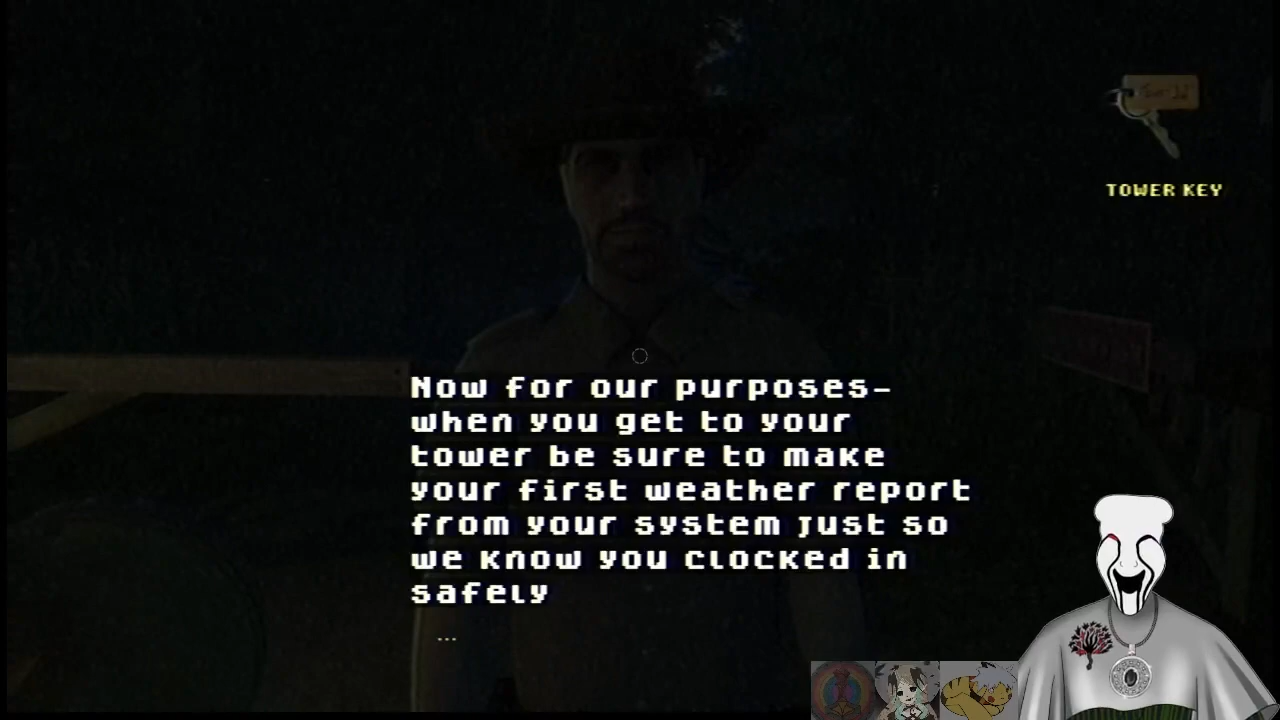 TOWER KEY
Now for our purposes-
when you get to your
tower be sure to make
your first weather report
from your system just so
we know you clocked in
safely
...